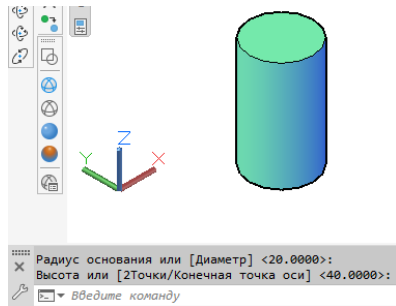 Z
Y
X
Радиус основания или [Диаметр] <20.0000>:
Высота или [2Точки/Конечная точка оси] <40.0000>:
Введите команду